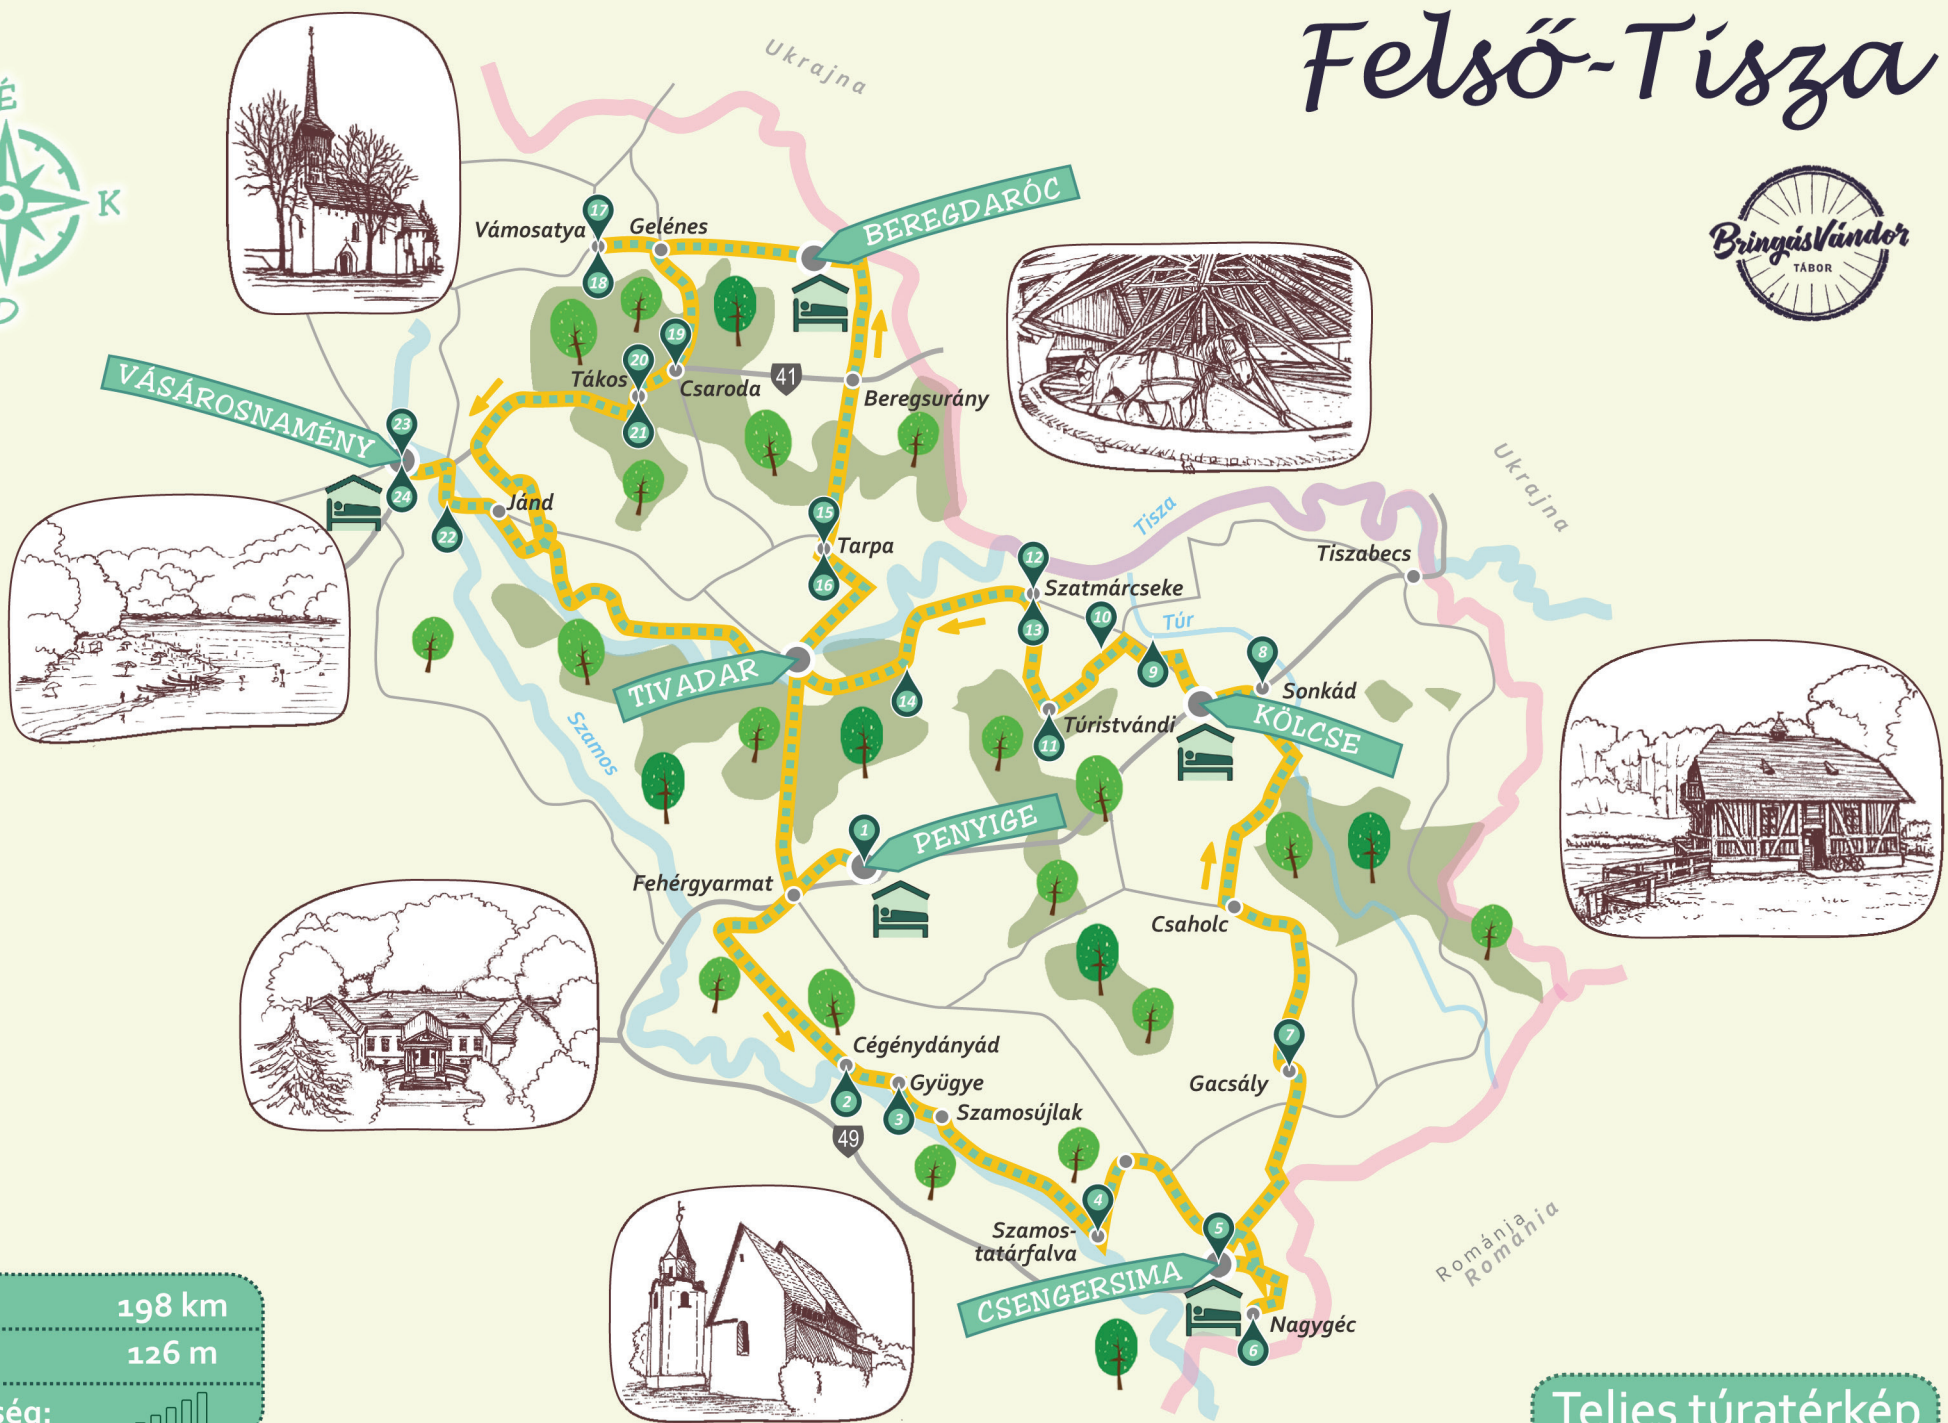 Felső-Tisza
BringásVándor
TÁBOR
É
K
Ukrajna
BEREGDARÓC
17
Vámosatya
Gelénes
18
19
20
Tákos
Csaroda
41
Beregsurány
21
VÁSÁROSNAMÉNY
23
24
22
Jánd
15
Tarpa
16
Tisza
Ukrajna
Tiszabecs
12
Szatmárcseke
13
10
Túr
9
8
Sonkád
KÖLCSE
TIVADAR
14
Túristvándi
11
Szamos
PENYIGE
1
Fehérgyarmat
Csaholc
7
Gacsály
Cégénydányád
2
Gyügye
3
Szamosújlak
49
4
Szamos-
tatárfalva
5
CSENGERSIMA
Nagygéc
6
Románia
Románia
198 km
126 m
ség:
Teljes túratérkép